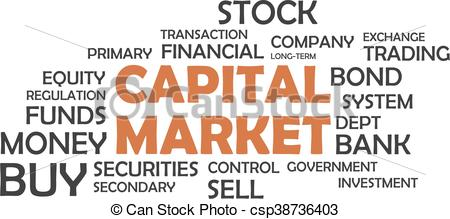 STOCK
TRANSACTION
COMPANY
EXCHANGE
PRIMARY
FINANCIAL
LONG-TERM
TRADING
EQUITY
CAPITAL
BOND
REGULATION
SYSTEM
FUNDS
MARKET
DEPT
MONEY
BANK
BUY
SECURITIES
CONTROL
GOVERNMENT
SECONDARY
SELL
INVESTMENT
© Can Stock Photo - csp38736403